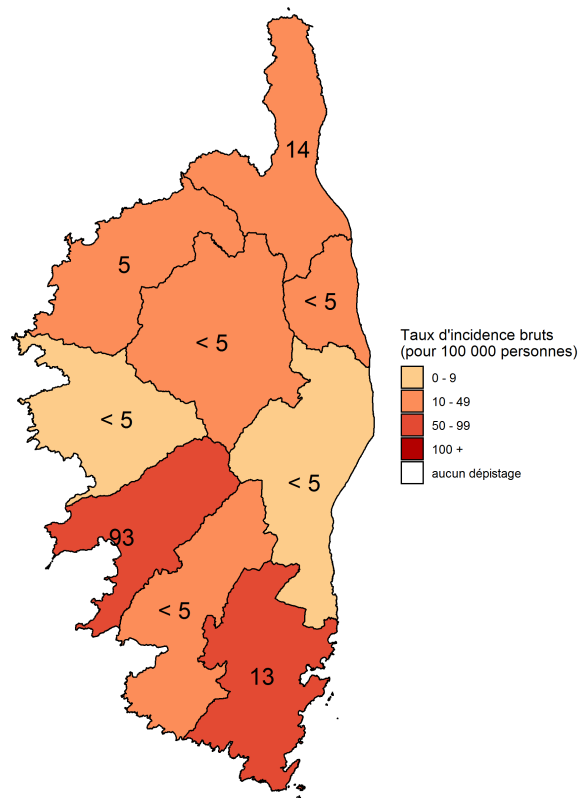 14
5
< 5
< 5
< 5
< 5
93
< 5
13
Taux d'incidence bruts
(pour 100 000 personnes)
0 - 9
10 - 49
50 - 99
100 +
aucun dépistage